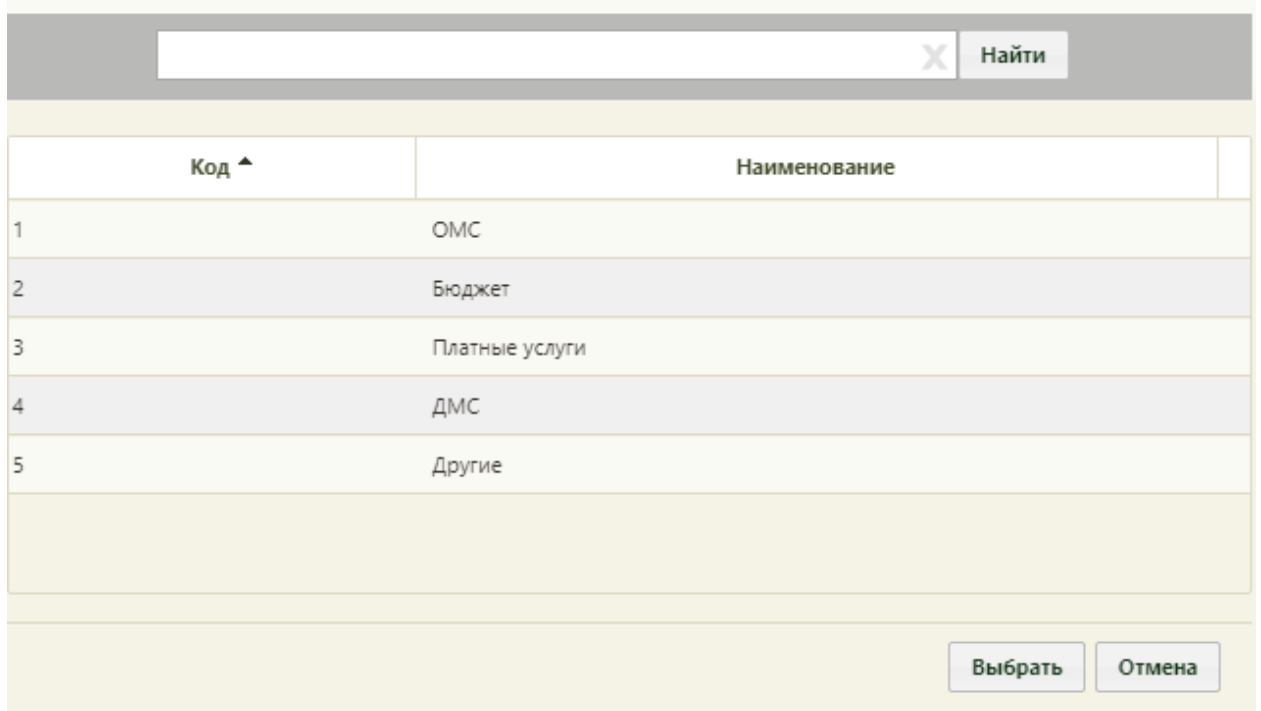 X Найти
Код Наименование
1 ОМС
2 Бюджет
3 Платные услуги
4 ДМС
5 Другие
Выбрать Отмена